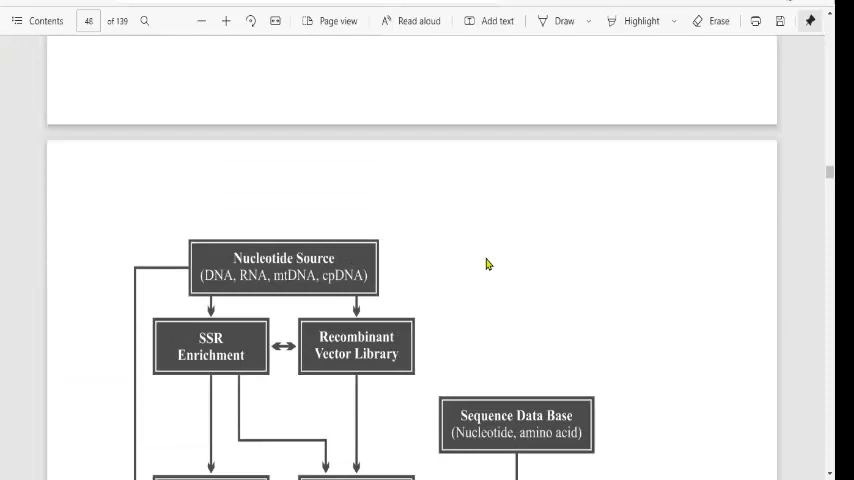 Contents 48 of 139 Page view Read aloud Add text Draw Highlight Erase
Nucleotide Source
(DNA, RNA, mtDNA, cpDNA)
SSR
Enrichment
Recombinant
Vector Library
Sequence Data Base
(Nucleotide, amino acid)